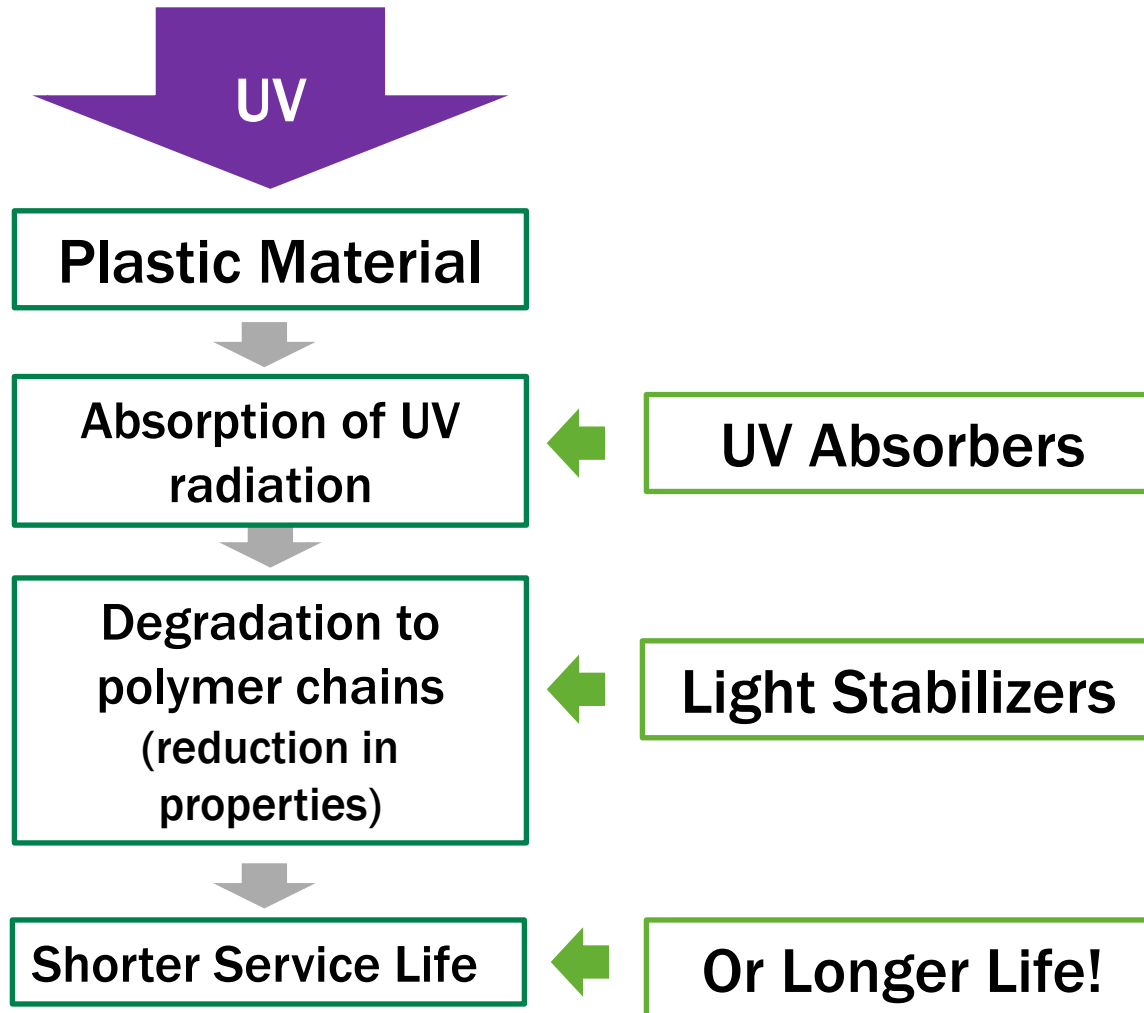 UV
Plastic Material
Absorption of UV
radiation
UV Absorbers
Degradation to
polymer chains
(reduction in
properties)
Light Stabilizers
Shorter Service Life
Or Longer Life!